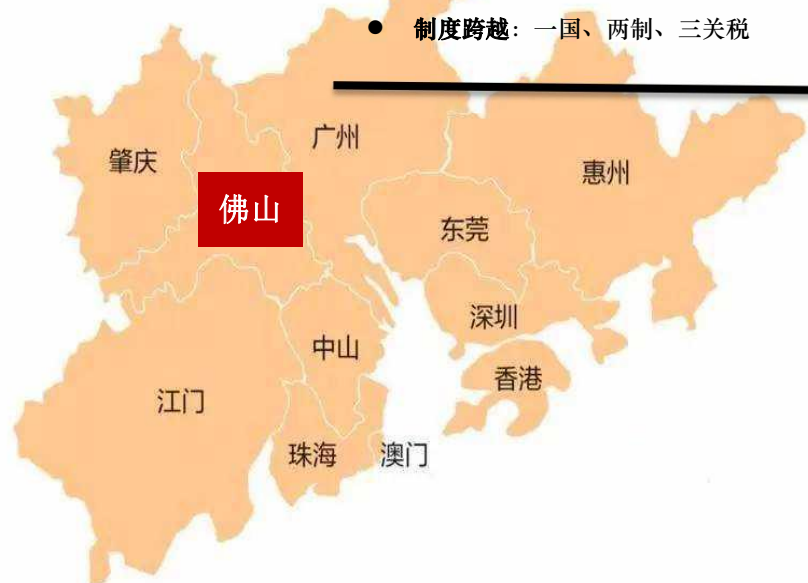 ● 制度跨越：一国、两制、三关税
广州
肇庆
惠州
佛山
东莞
深圳
中山
香港
江门
珠海
澳门